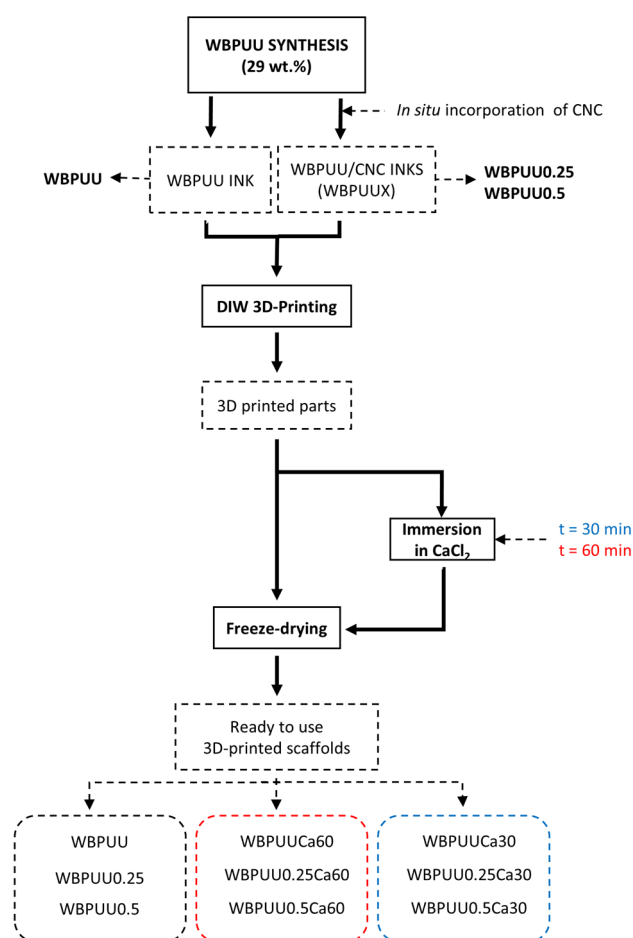 WBPUU SYNTHESIS
(29 wt.%)
In situ incorporation of CNC
WBPUU
WBPUU INK
WBPUU/CNC INKS
(WBPUUX)
WBPUU0.25
WBPUU0.5
DIW 3D-Printing
3D printed parts
Immersion
in CaCl₂
t = 30 min
t = 60 min
Freeze-drying
Ready to use
3D-printed scaffolds
WBPUU
WBPUU0.25
WBPUU0.5
WBPUUCa60
WBPUU0.25Ca60
WBPUU0.5Ca60
WBPUUCa30
WBPUU0.25Ca30
WBPUU0.5Ca30